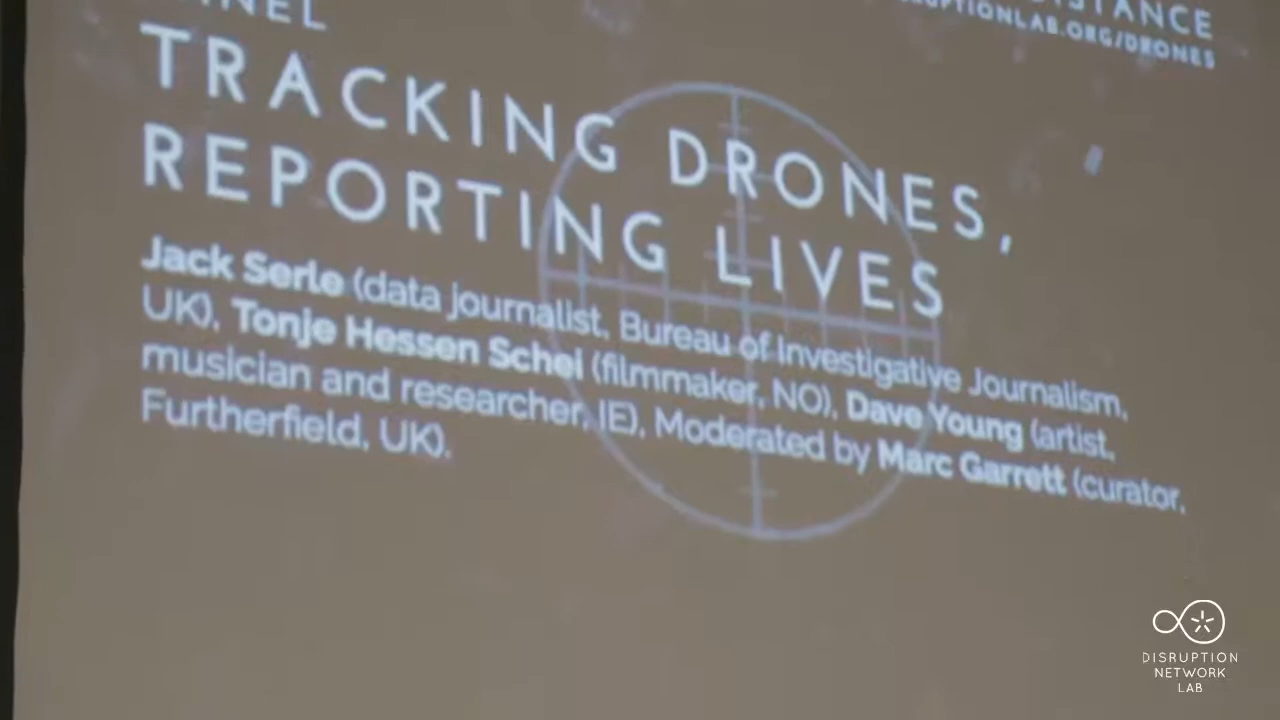 TRACKING DRONES,
REPORTING LIVES
Jack Serle (data journalist, Bureau of Investigative Journalism,
UK), Tonje Hessen Schei (filmmaker, NO), Dave Young (artist,
musician and researcher, IE), Moderated by Marc Garrett (curator,
Furtherfield, UK).
DISRUPTION
NETWORK
LAB